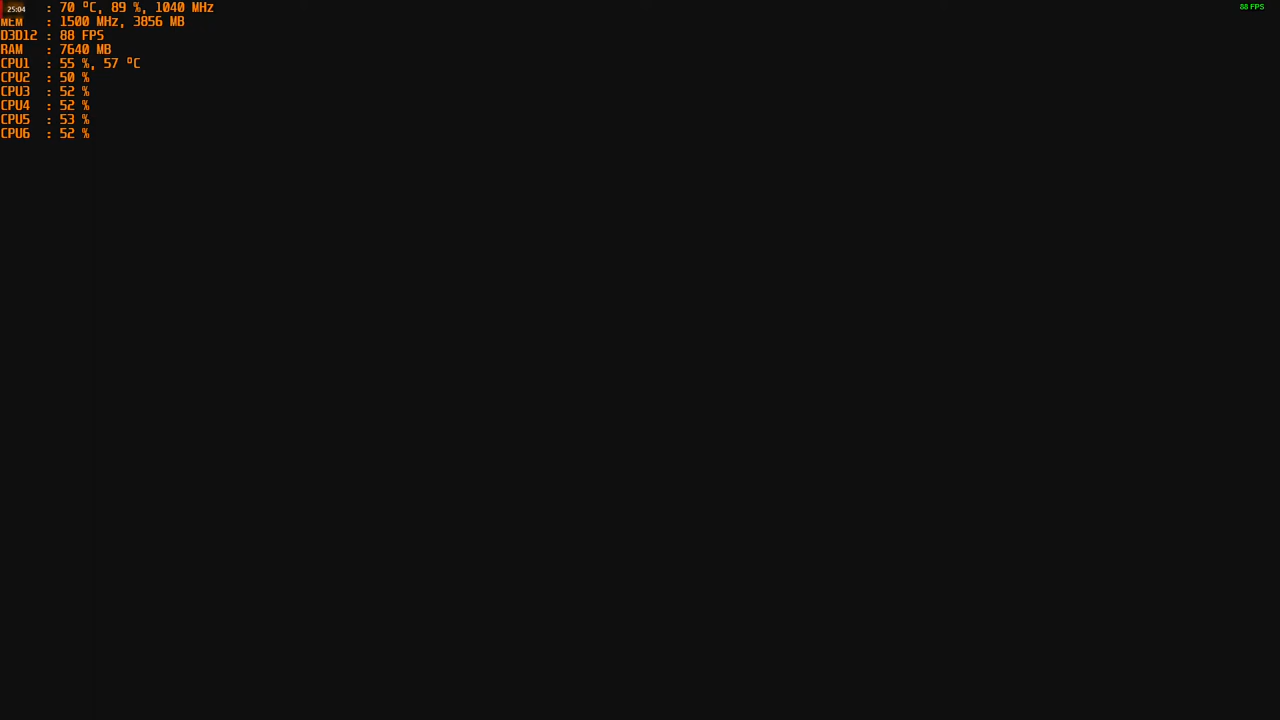 25:04 : 70 °C, 89 %, 1040 MHz 88 FPS
MEM : 1500 MHz, 3856 MB
D3D12 : 88 FPS
RAM : 7640 MB
CPU1 : 55 %, 57 °C
CPU2 : 50 %
CPU3 : 52 %
CPU4 : 52 %
CPU5 : 53 %
CPU6 : 52 %